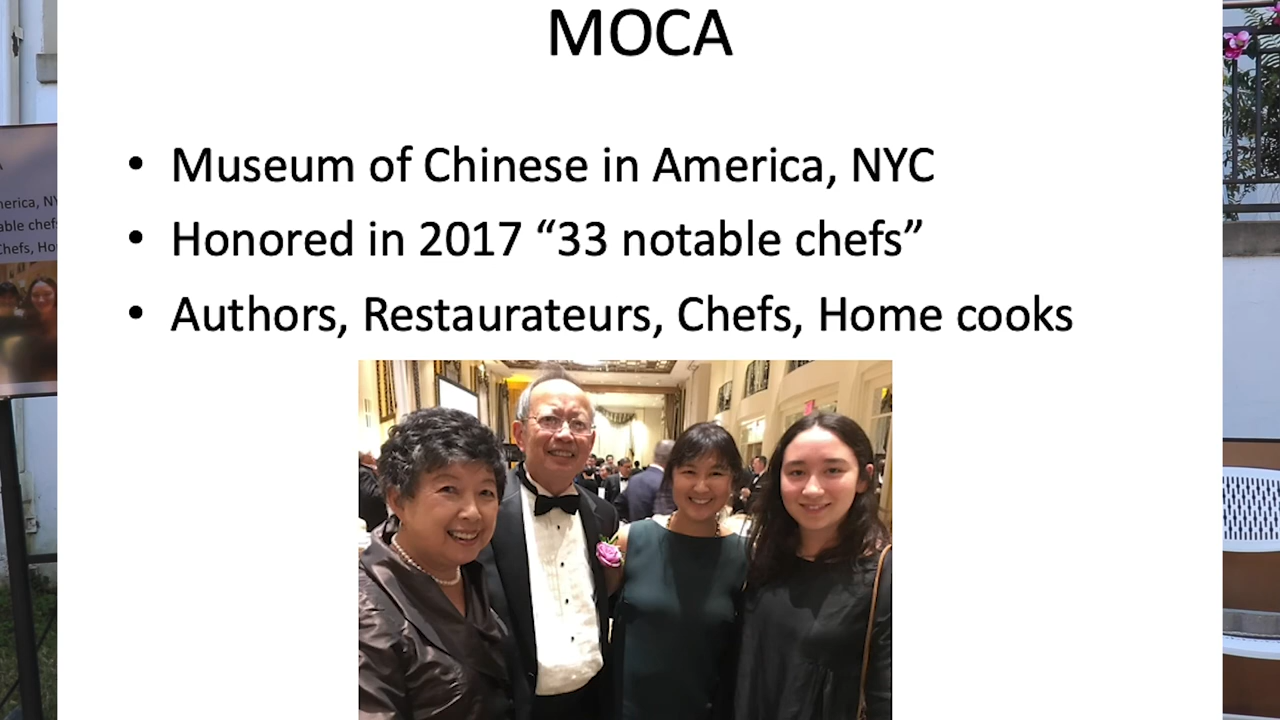 MOCA
• Museum of Chinese in America, NYC
• Honored in 2017 “33 notable chefs”
• Authors, Restaurateurs, Chefs, Home cooks